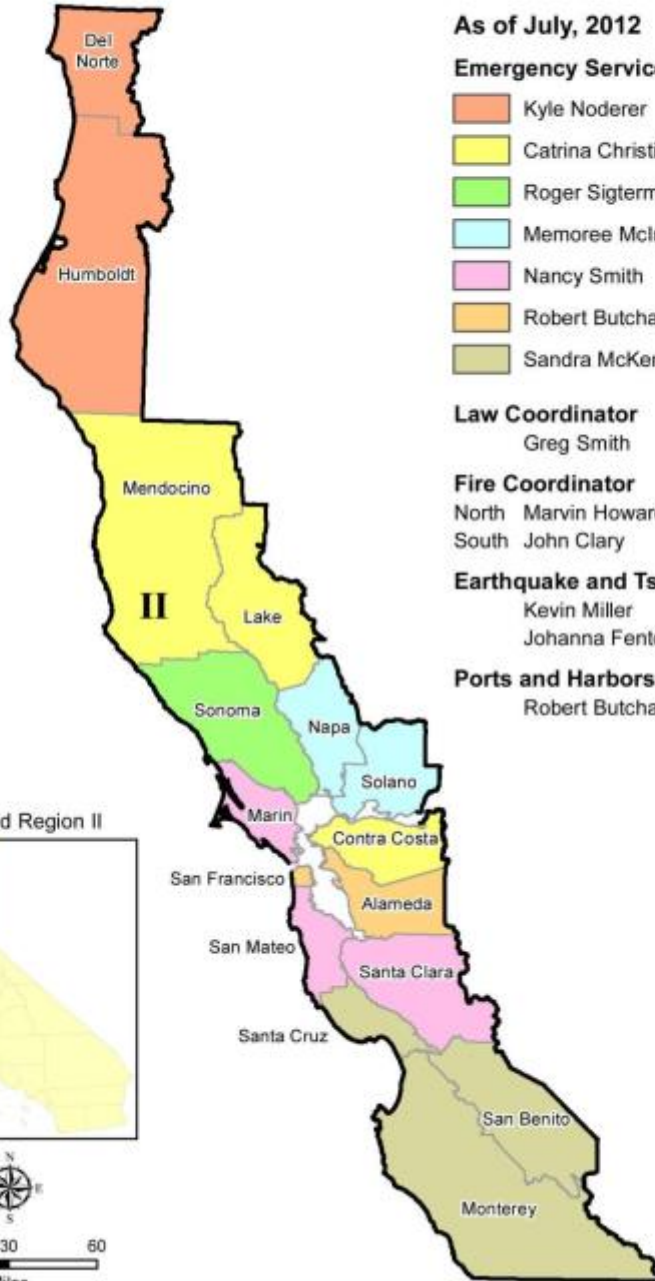 As of July, 2012
Emergency Service
Kyle Noderer
Catrina Christi
Roger Sigterm
Memoree McI
Nancy Smith
Robert Butcha
Sandra McKe
Law Coordinator
Greg Smith
Fire Coordinator
North Marvin Howar
South John Clary
Earthquake and Ts
Kevin Miller
Johanna Fent
Ports and Harbors
Robert Butcha
Del
Norte
Humboldt
Mendocino
II
Lake
Sonoma
Napa
Solano
Marin
Contra Costa
San Francisco
Alameda
San Mateo
Santa Clara
Santa Cruz
San Benito
Monterey
d Region II
N
E
S
30 60